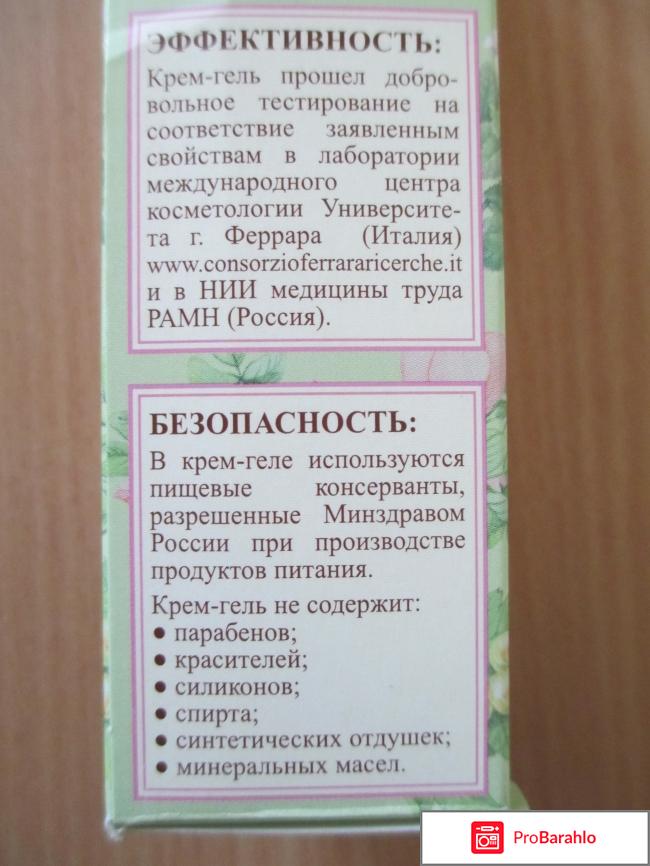 ЭФФЕКТИВНОСТЬ:
Крем-гель прошел добро-
вольное тестирование на
соответствие заявленным
свойствам в лаборатории
международного центра
косметологии Университе-
та г. Феррара (Италия)
www.consorzioferrararicerche.it
и в НИИ медицины труда
РАМН (Россия).
БЕЗОПАСНОСТЬ:
В крем-геле используются
пищевые консерванты,
разрешенные Минздравом
России при производстве
продуктов питания.
Крем-гель не содержит:
• парабенов;
• красителей;
• силиконов;
• спирта;
• синтетических отдушек;
• минеральных масел.
ProBarahlo